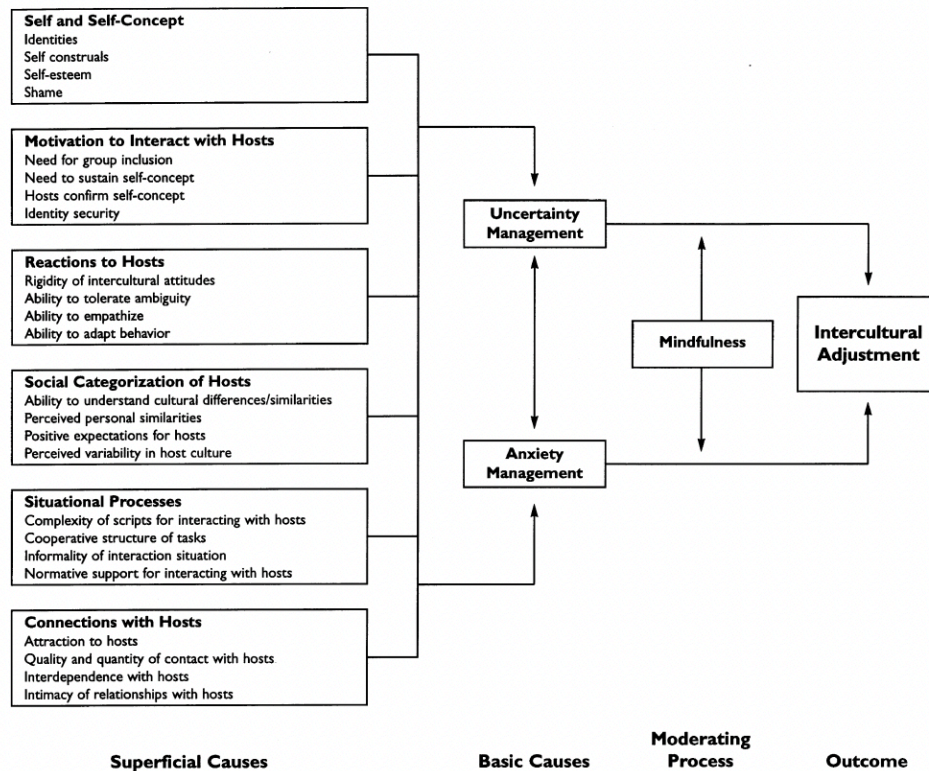 Self and Self-Concept
Identities
Self construals
Self-esteem
Shame
Motivation to Interact with Hosts
Need for group inclusion
Need to sustain self-concept
Hosts confirm self-concept
Identity security
Reactions to Hosts
Rigidity of intercultural attitudes
Ability to tolerate ambiguity
Ability to empathize
Ability to adapt behavior
Social Categorization of Hosts
Ability to understand cultural differences/similarities
Perceived personal similarities
Positive expectations for hosts
Perceived variability in host culture
Situational Processes
Complexity of scripts for interacting with hosts
Cooperative structure of tasks
Informality of interaction situation
Normative support for interacting with hosts
Connections with Hosts
Attraction to hosts
Quality and quantity of contact with hosts
Interdependence with hosts
Intimacy of relationships with hosts
Uncertainty
Management
Anxiety
Management
Mindfulness
Intercultural
Adjustment
Superficial Causes
Basic Causes
Moderating
Process
Outcome